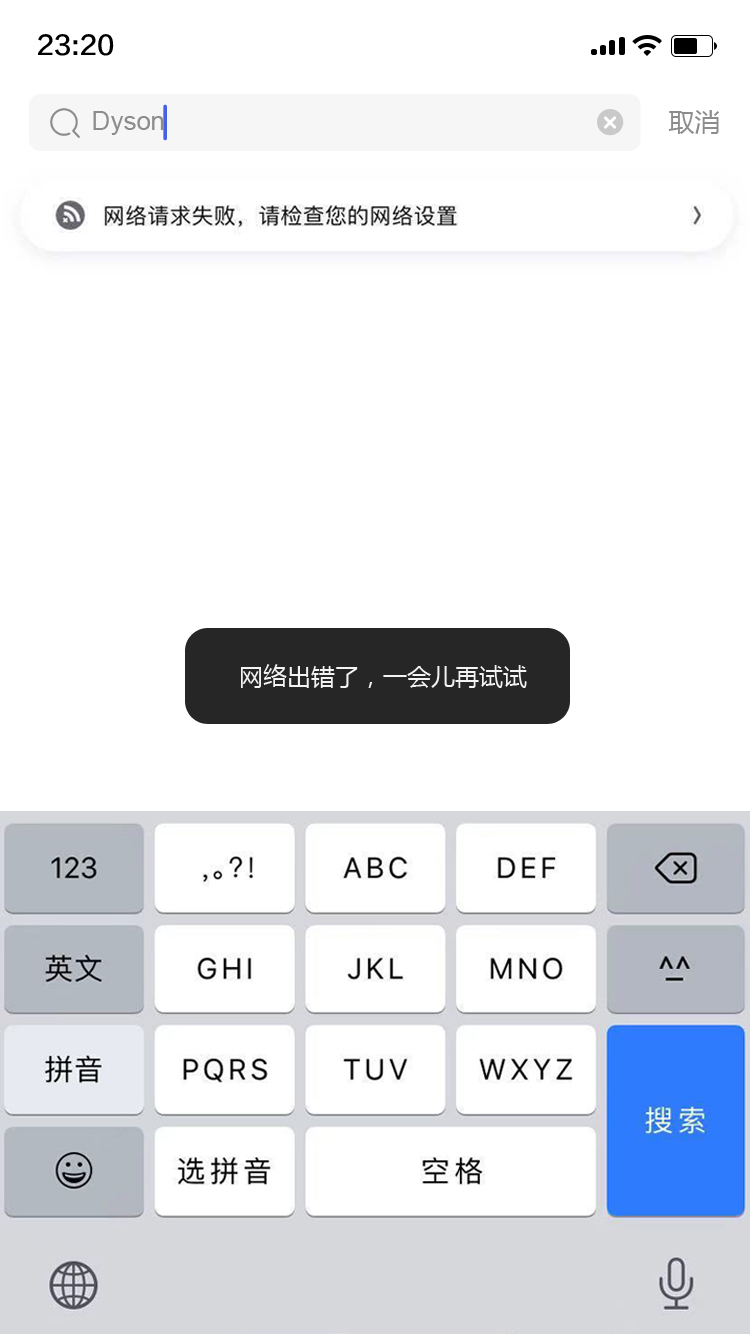 23:20
Dyson
取消
网络请求失败，请检查您的网络设置
网络出错了，一会儿再试试
123
,。?!
ABC
DEF
英文
GHI
JKL
MNO
^^
拼音
PQRS
TUV
WXYZ
搜索
选拼音
空格